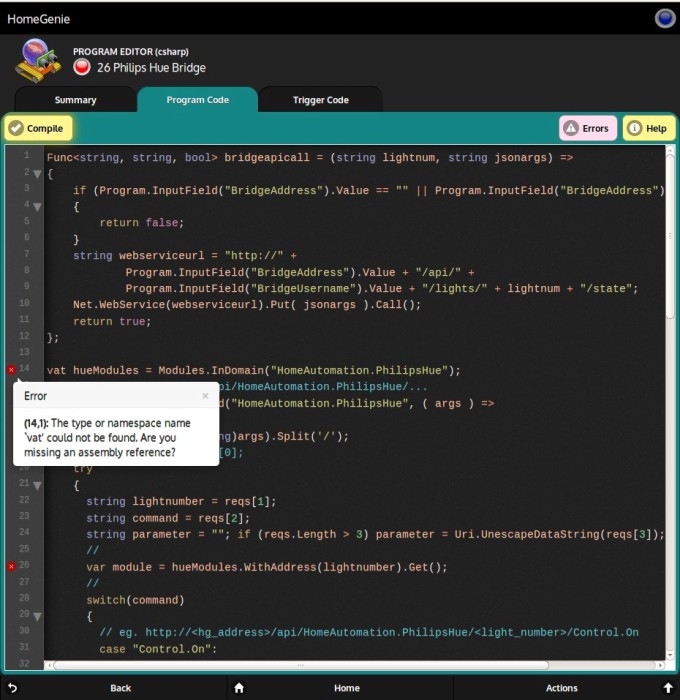 HomeGenie
PROGRAM EDITOR (csharp)
26 Philips Hue Bridge
Summary
Program Code
Trigger Code
Compile
Errors
Help
1 Func<string, string, bool> bridgeapicall = (string lightnum, string jsonargs) =>
2 {
3 if (Program.InputField("BridgeAddress").Value == "" || Program.InputField("BridgeAddress")
4 {
5 return false;
6 }
7 string webserviceurl = "http://" +
8 Program.InputField("BridgeAddress").Value + "/api/" +
9 Program.InputField("BridgeUsername").Value + "/lights/" + lightnum + "/state";
10 Net.WebService(webserviceurl).Put( jsonargs ).Call();
11 return true;
12 };
13
14 vat hueModules = Modules.InDomain("HomeAutomation.PhilipsHue");
pi/HomeAutomation.PhilipsHue/...
d("HomeAutomation.PhilipsHue", ( args ) =>
ng)args).Split('/');
[0];
Error ×
(14,1): The type or namespace name
`vat' could not be found. Are you
missing an assembly reference?
20 try
21 {
22 string lightnumber = reqs[1];
23 string command = reqs[2];
24 string parameter = ""; if (reqs.Length > 3) parameter = Uri.UnescapeDataString(reqs[3]);
25 //
26 var module = hueModules.WithAddress(lightnumber).Get();
27 //
28 switch(command)
29 {
30 // eg. http://<hg_address>/api/HomeAutomation.PhilipsHue/<light_number>/Control.On
31 case "Control.On":
32
Back
Home
Actions